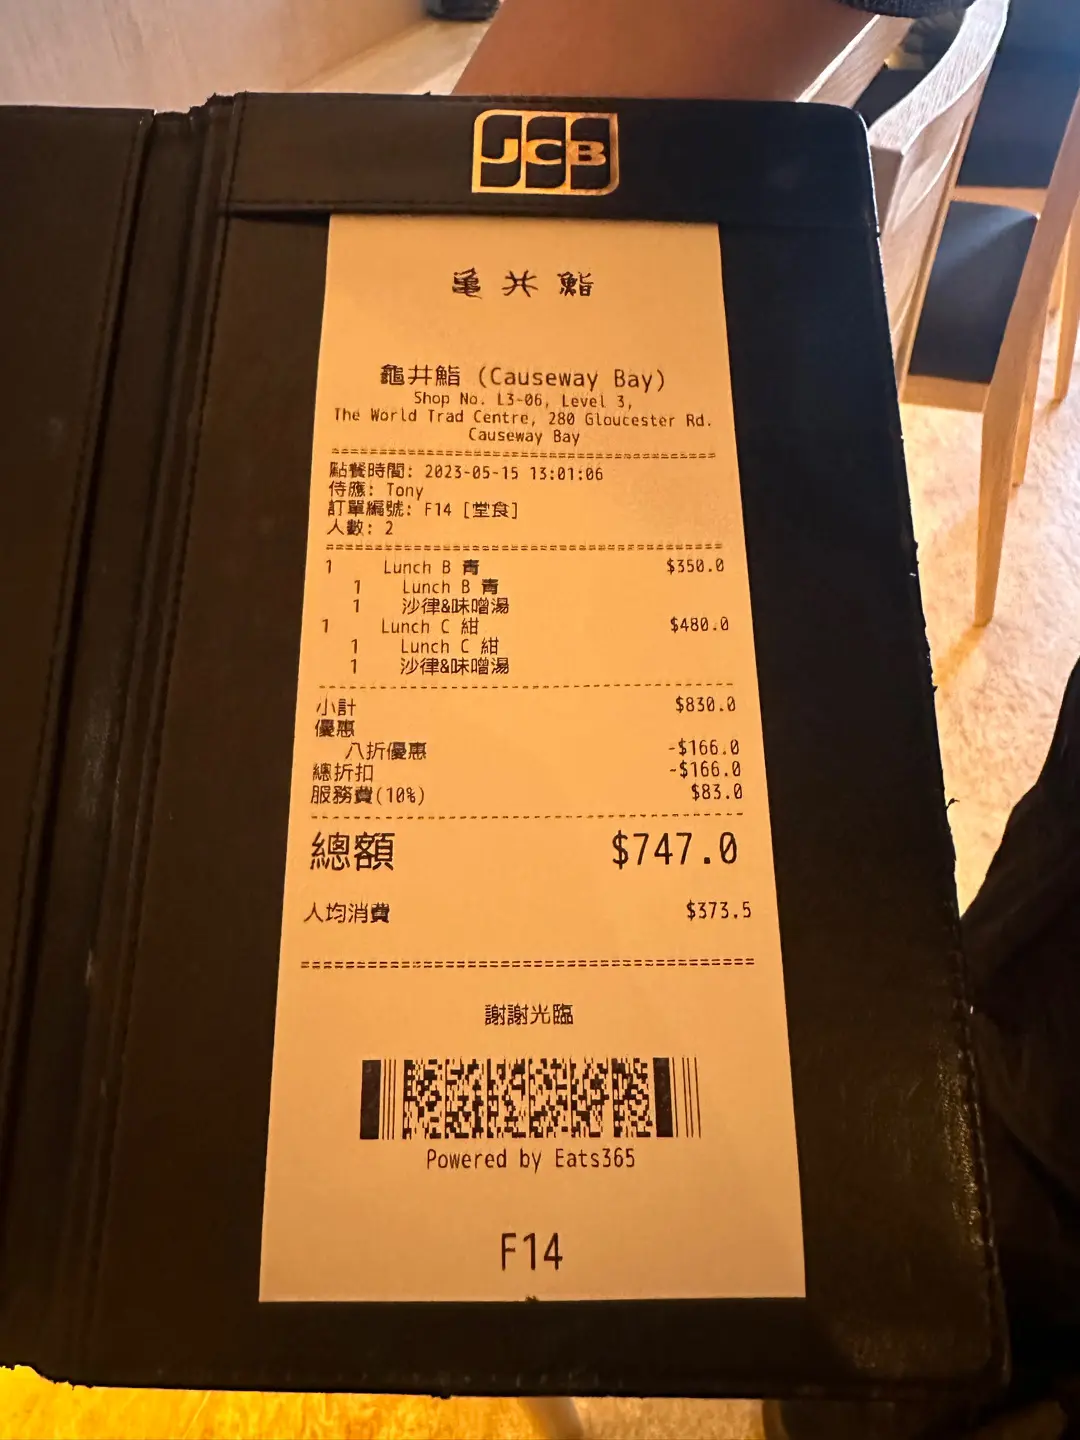 JCB
亀井鮨
龜井鮨 (Causeway Bay)
Shop No. L3-06, Level 3,
The World Trad Centre, 280 Gloucester Rd.
Causeway Bay
點餐時間: 2023-05-15 13:01:06
侍應: Tony
訂單編號: F14 [堂食]
人數: 2
1 Lunch B 青 $350.0
1 Lunch B 青
1 沙律&味噌湯
1 Lunch C 紺 $480.0
1 Lunch C 紺
1 沙律&味噌湯
小計 $830.0
優惠
八折優惠 -$166.0
總折扣 -$166.0
服務費(10%) $83.0
總額 $747.0
人均消費 $373.5
謝謝光臨
Powered by Eats365
F14